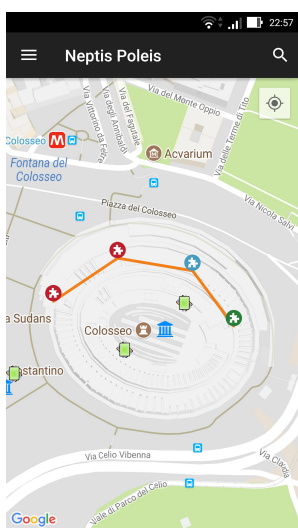 22:57
Neptis Poleis
Via del Monte Oppio
Via del Fagutale
Via degli Annibaldi
Via Vittorino da Feltre
Via delle Terme di Tito
Colosseo M
Acvarium
Fontana del
Colosseo
Via Nicola Salvi
Piazza del Colosseo
a Sudans
Colosseo
stantino
Via Celio Vibenna
Via Claudia
Viale di Parco del Celio
Google